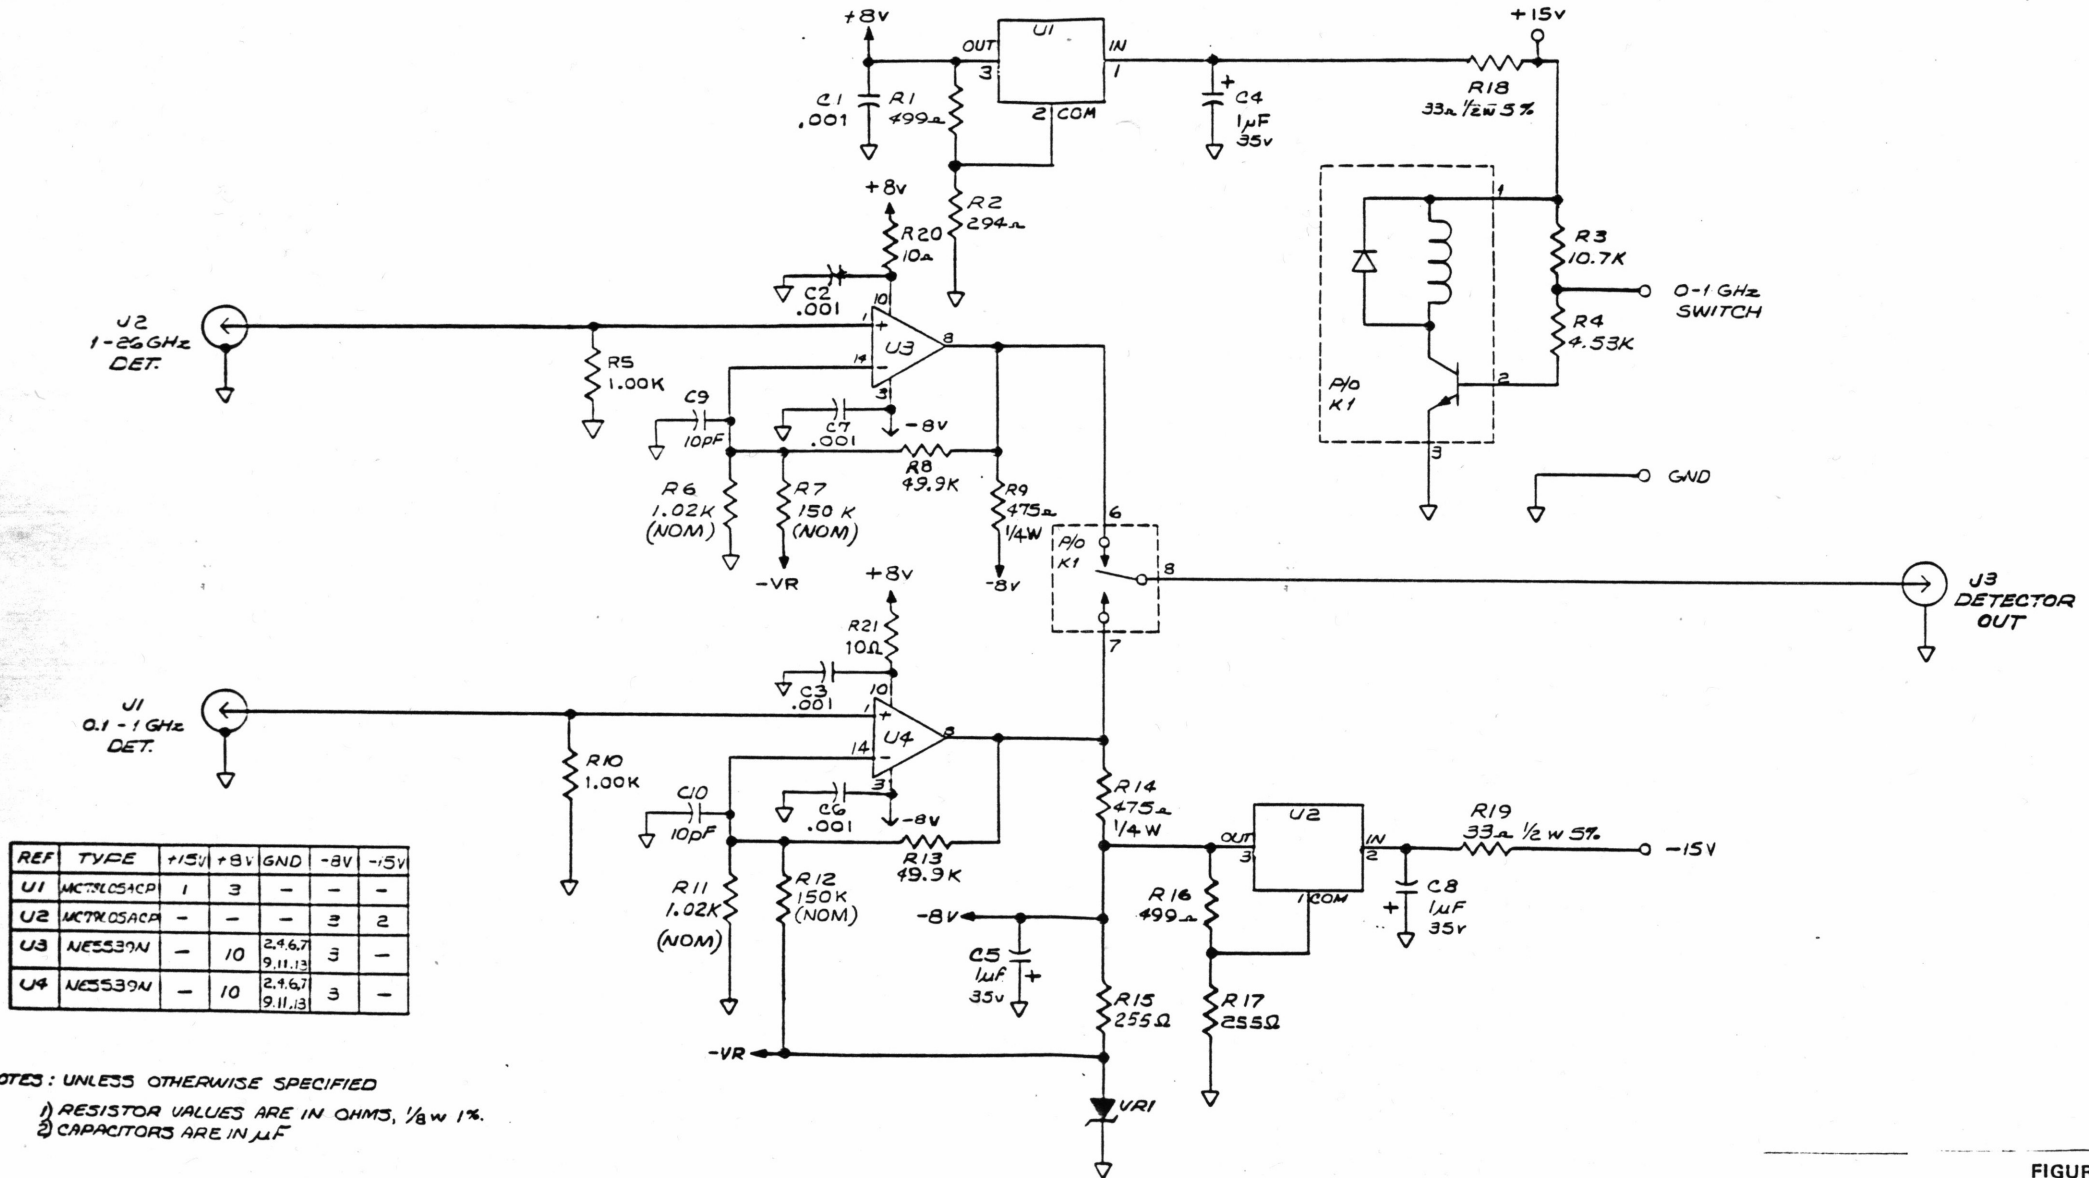 +8V
U1
OUT
IN
3
1
2 COM
+15V
C1
.001
R1
499Ω
C4
1µF
35V
+
R18
33Ω 1/2W 5%
+8V
R2
294Ω
R20
10Ω
C2
.001
1
R3
10.7K
0-1 GHz
SWITCH
R4
4.53K
2
P/O
K1
3
GND
J2
1-26GHz
DET.
R5
1.00K
10
1
+
U3
8
14
-
3
C9
10pF
C7
.001
-8V
R8
49.9K
R6
1.02K
(NOM)
R7
150K
(NOM)
R9
475Ω
1/4W
-VR
-8V
6
P/O
K1
8
7
J3
DETECTOR
OUT
+8V
R21
10Ω
C3
.001
J1
0.1-1GHz
DET.
R10
1.00K
10
1
+
U4
8
14
-
3
C10
10pF
C6
.001
-8V
R13
49.9K
R11
1.02K
(NOM)
R12
150K
(NOM)
R14
475Ω
1/4W
U2
OUT
3
IN
2
1 COM
R19
33Ω 1/2W 5%
-15V
R16
499Ω
+
C8
1µF
35V
-8V
C5
1µF
35V
+
R15
255Ω
R17
255Ω
-VR
VR1
REF TYPE +15V +8V GND -8V -15V
U1 MC78L05ACP 1 3 - - -
U2 MC79L05ACP - - - 3 2
U3 NE5539N - 10 2,4,6,7 9,11,13 3 -
U4 NE5539N - 10 2,4,6,7 9,11,13 3 -
OTES: UNLESS OTHERWISE SPECIFIED
1) RESISTOR VALUES ARE IN OHMS, 1/8W 1%.
2) CAPACITORS ARE IN µF
FIGUR